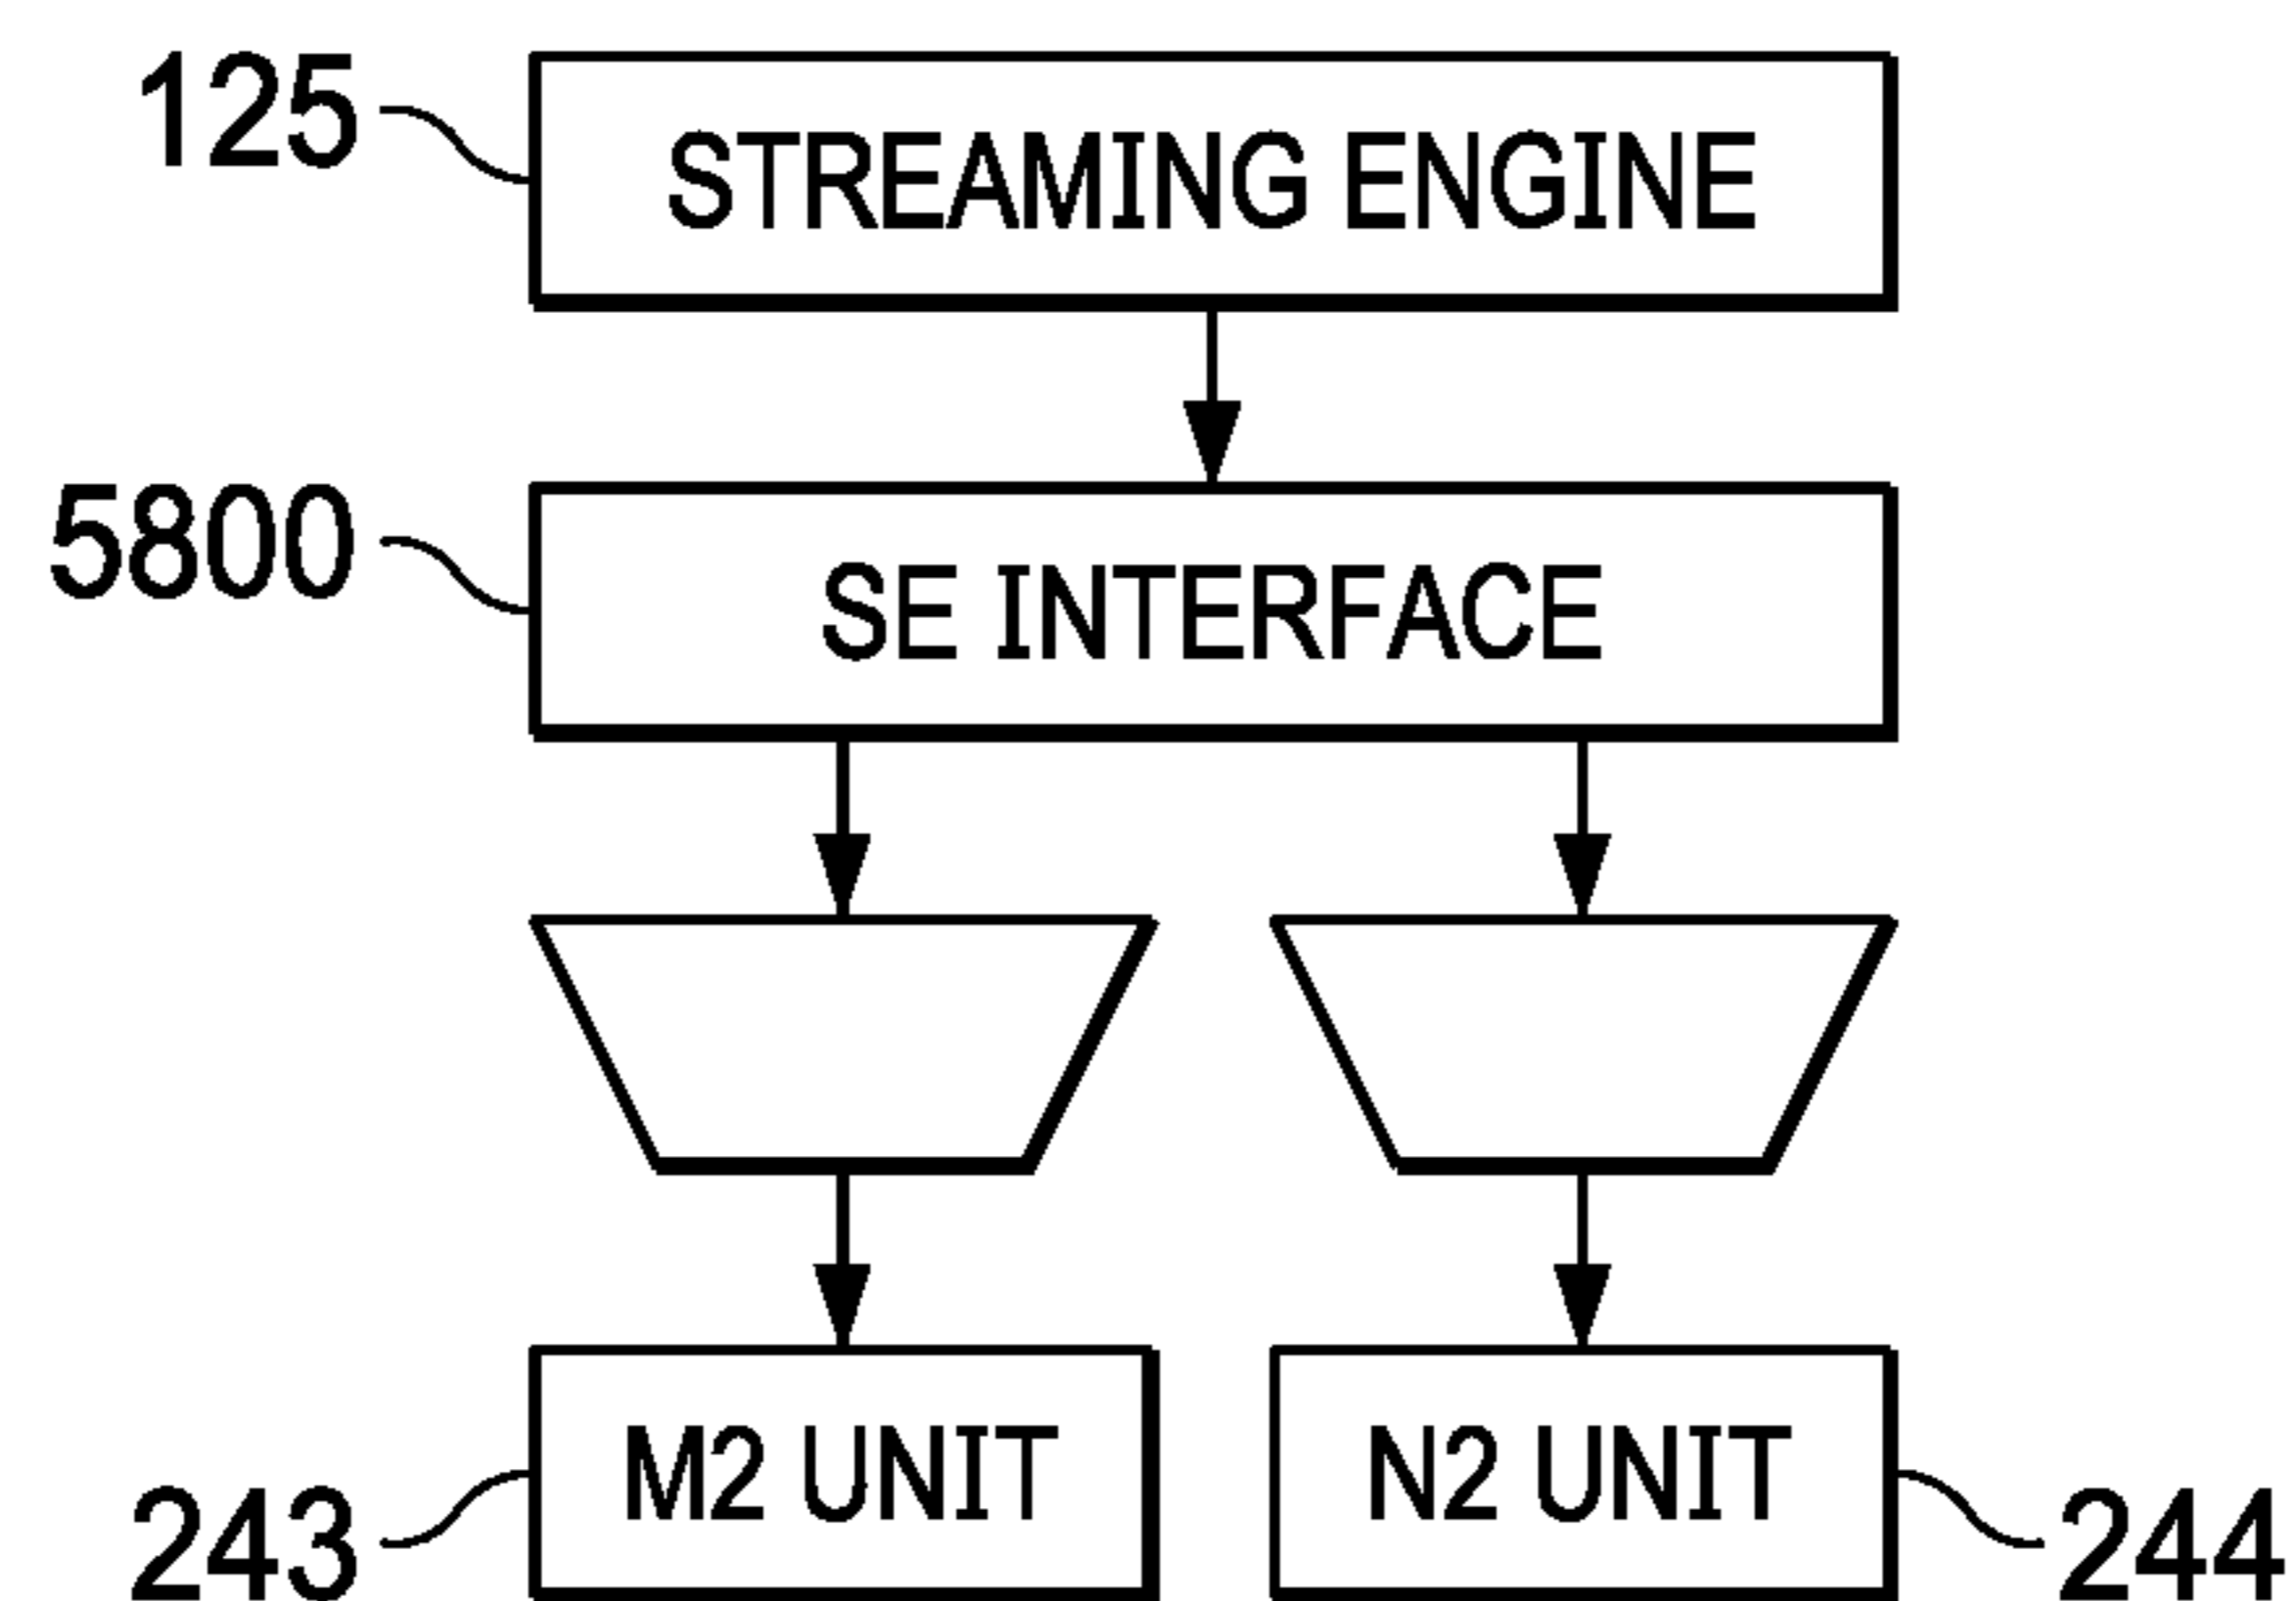 125
STREAMING ENGINE
5800
SE INTERFACE
M2 UNIT
N2 UNIT
243
244